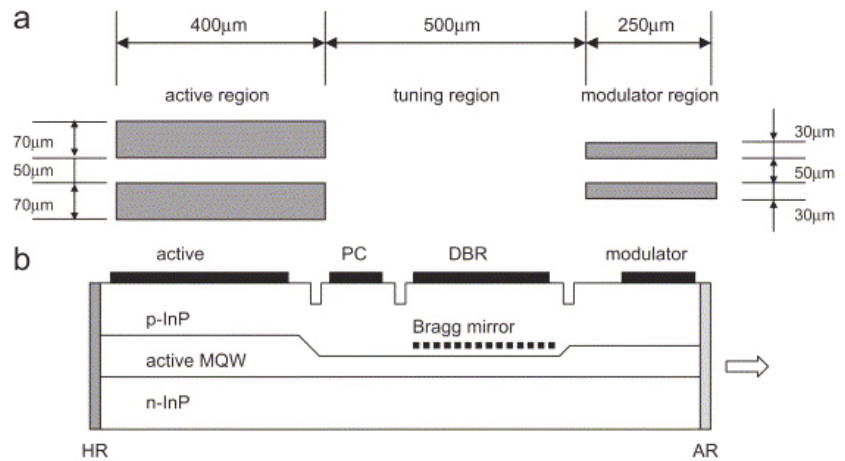 a
400μm 500μm 250μm
active region tuning region modulator region
70μm
50μm
70μm
30μm
50μm
30μm
b
active PC DBR modulator
p-InP
Bragg mirror
active MQW
n-InP
HR AR